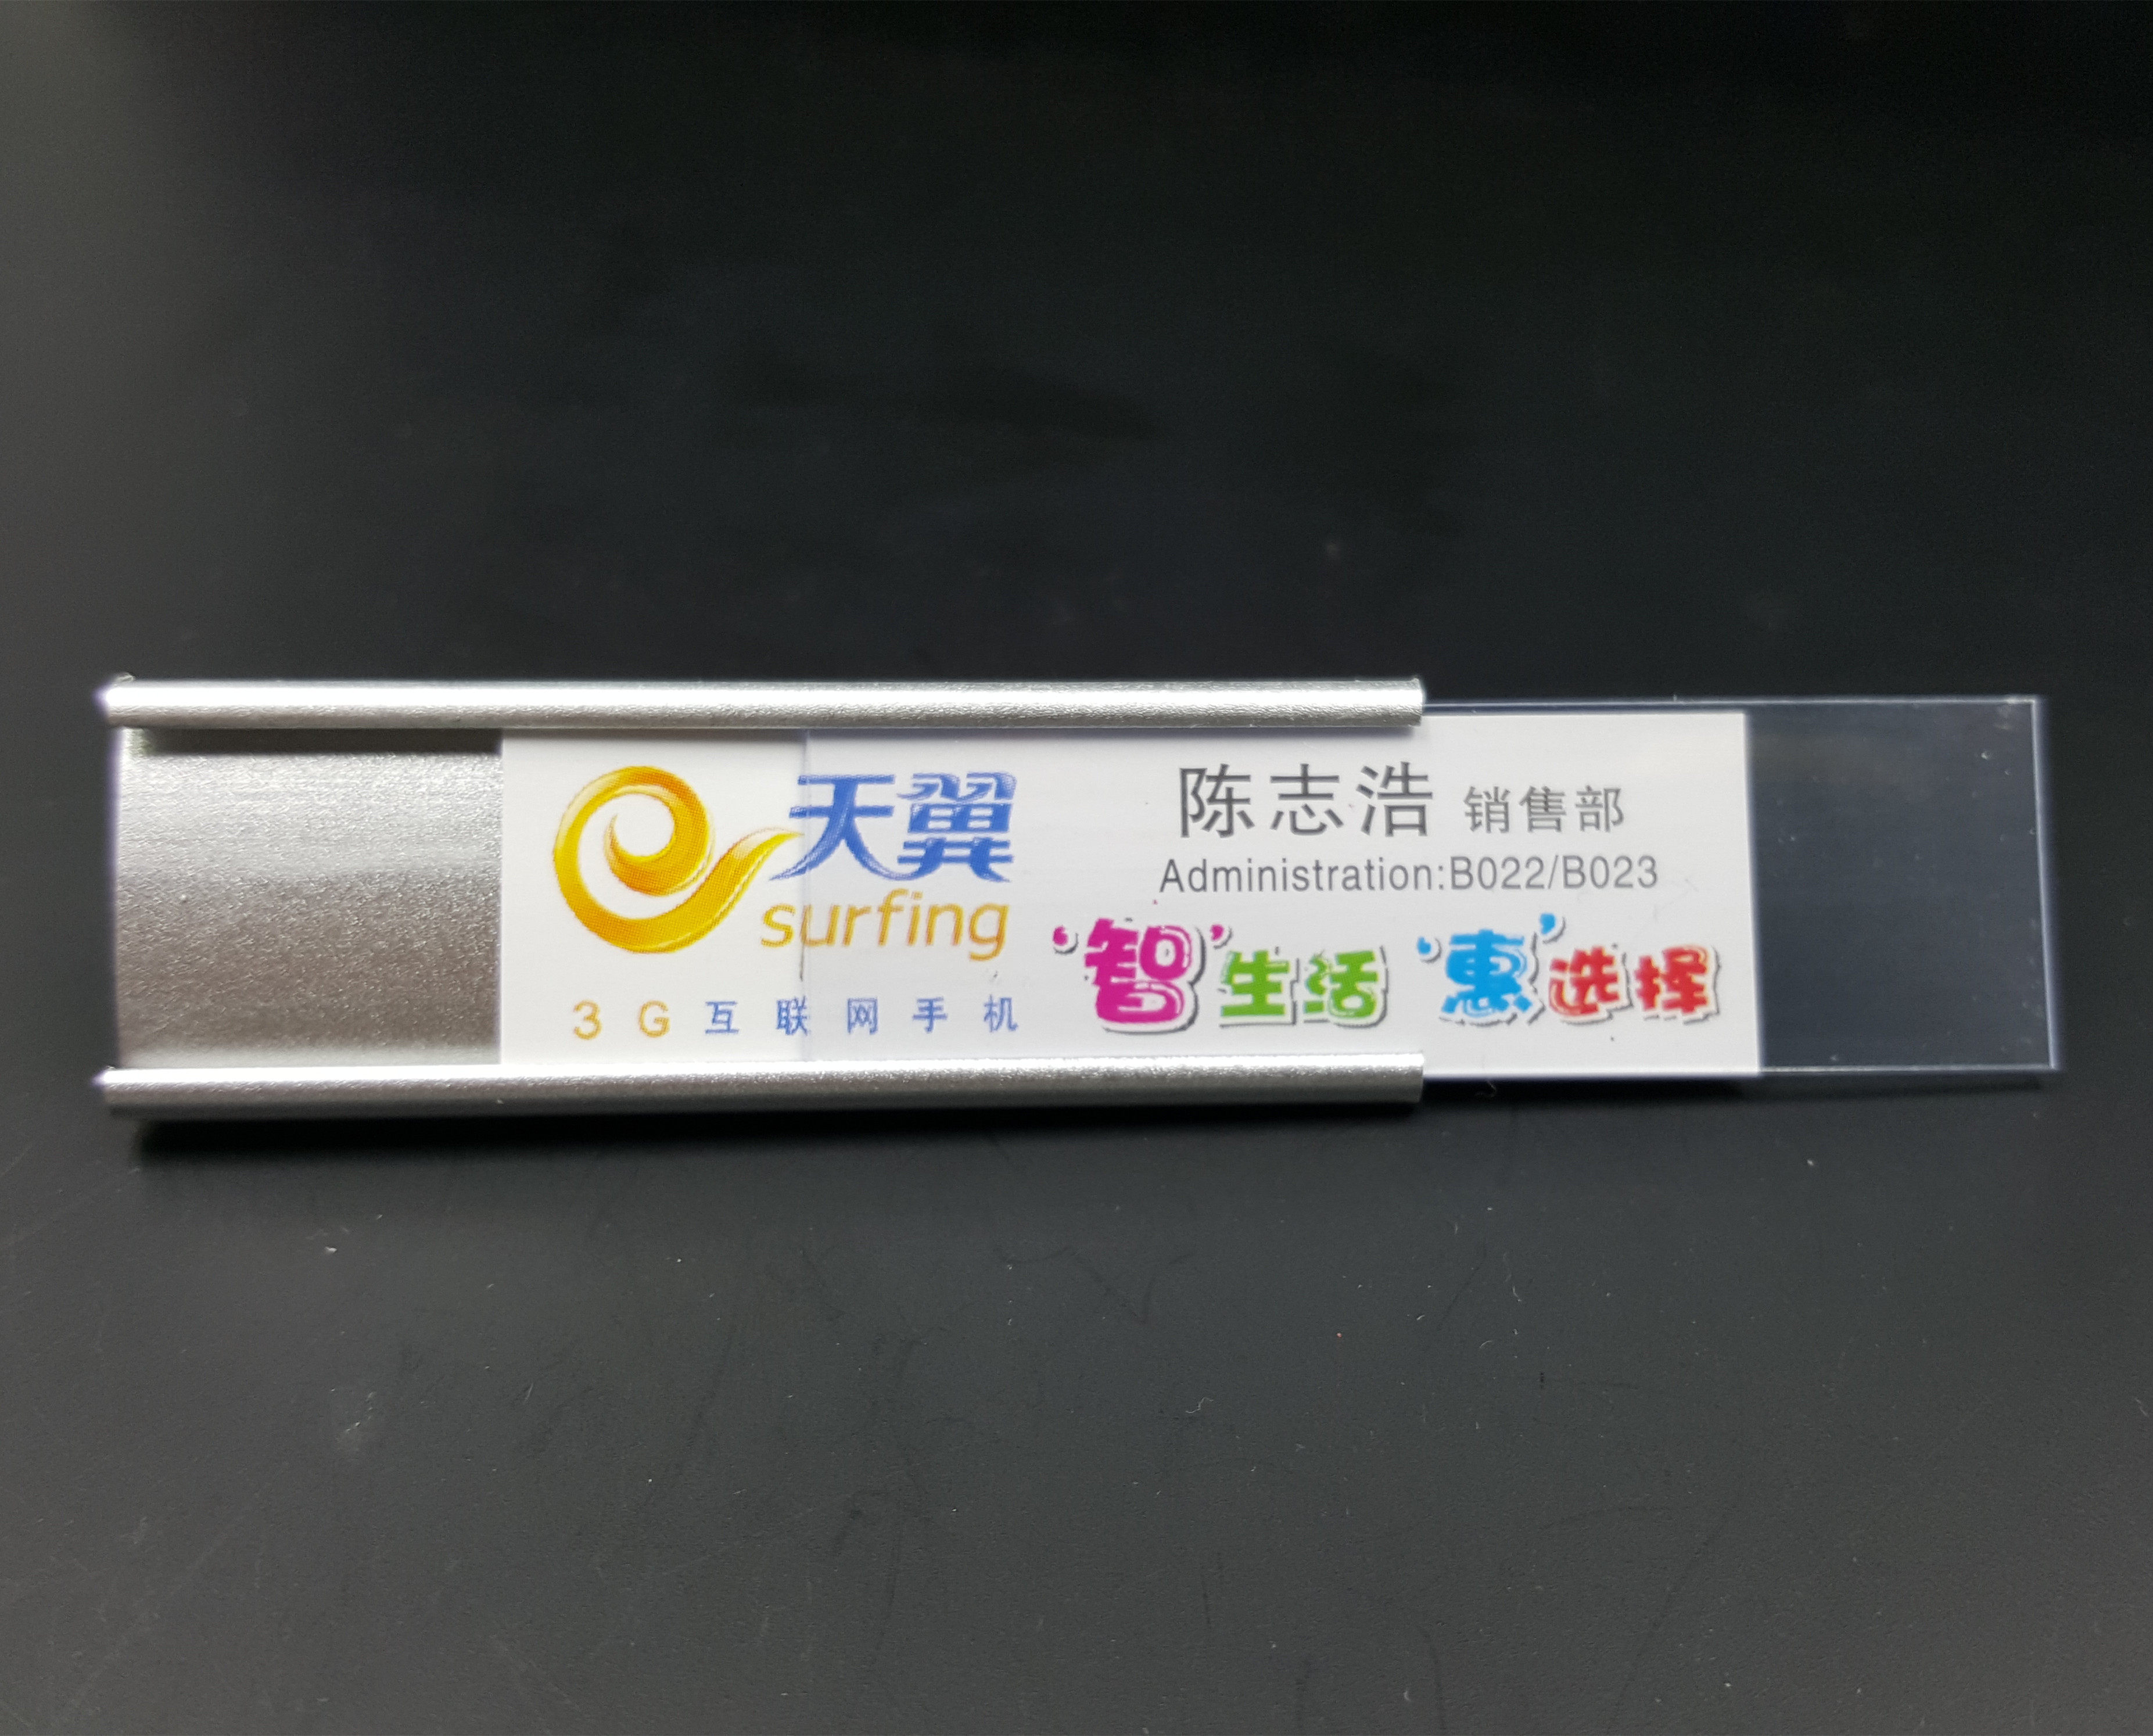 天翼
surfing
3G互联网手机
陈志浩 销售部
Administration:B022/B023
‘智’生活 ‘惠’选择